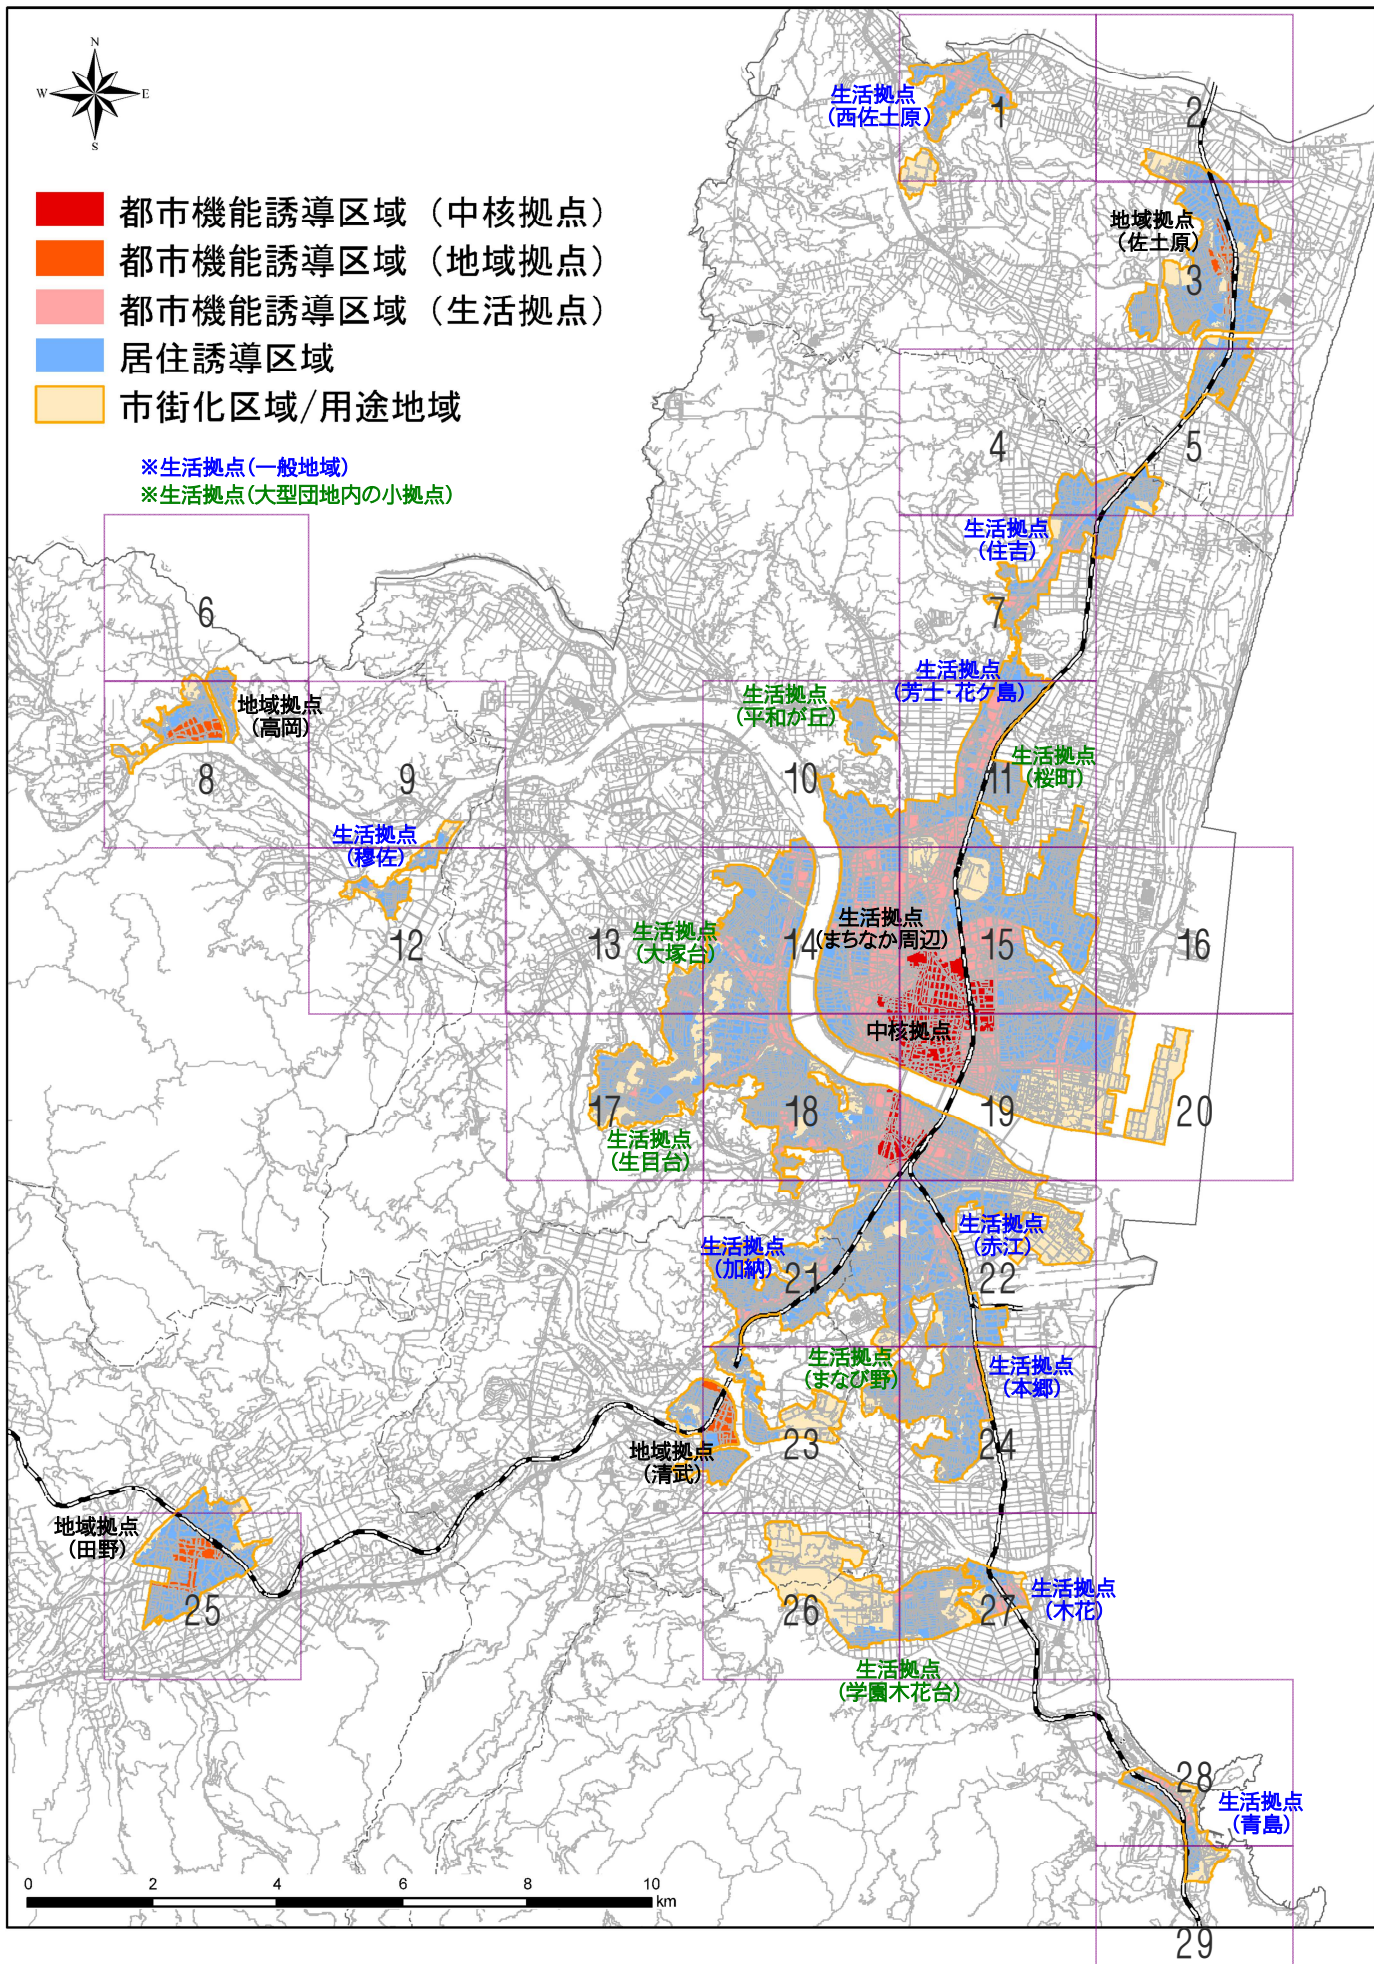 N
W
E
S
都市機能誘導区域（中核拠点）
都市機能誘導区域（地域拠点）
都市機能誘導区域（生活拠点）
居住誘導区域
市街化区域/用途地域
※生活拠点(一般地域)
※生活拠点(大型団地内の小拠点)
生活拠点
(西佐土原)
1
2
地域拠点
(佐土原)
3
4
5
生活拠点
(住吉)
6
7
生活拠点
(芳士・花ケ島)
地域拠点
(高岡)
生活拠点
(平和が丘)
生活拠点
(桜町)
8
9
10
11
生活拠点
(穆佐)
生活拠点
(まちなか周辺)
生活拠点
(大塚台)
12
13
14
15
16
中核拠点
17
18
19
20
生活拠点
(生目台)
生活拠点
(赤江)
生活拠点
(加納)
21
22
生活拠点
(まなび野)
生活拠点
(本郷)
地域拠点
(清武)
23
24
地域拠点
(田野)
25
26
27
生活拠点
(木花)
生活拠点
(学園木花台)
28
生活拠点
(青島)
0
2
4
6
8
10
km
29